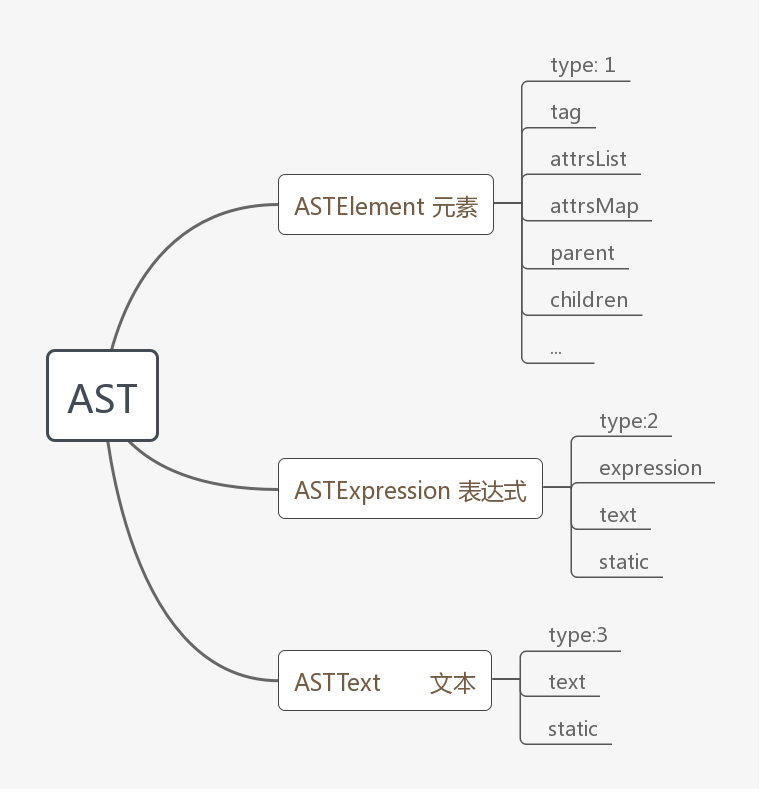 AST
ASTElement 元素
type: 1
tag
attrsList
attrsMap
parent
children
...
ASTExpression 表达式
type:2
expression
text
static
ASTText 文本
type:3
text
static